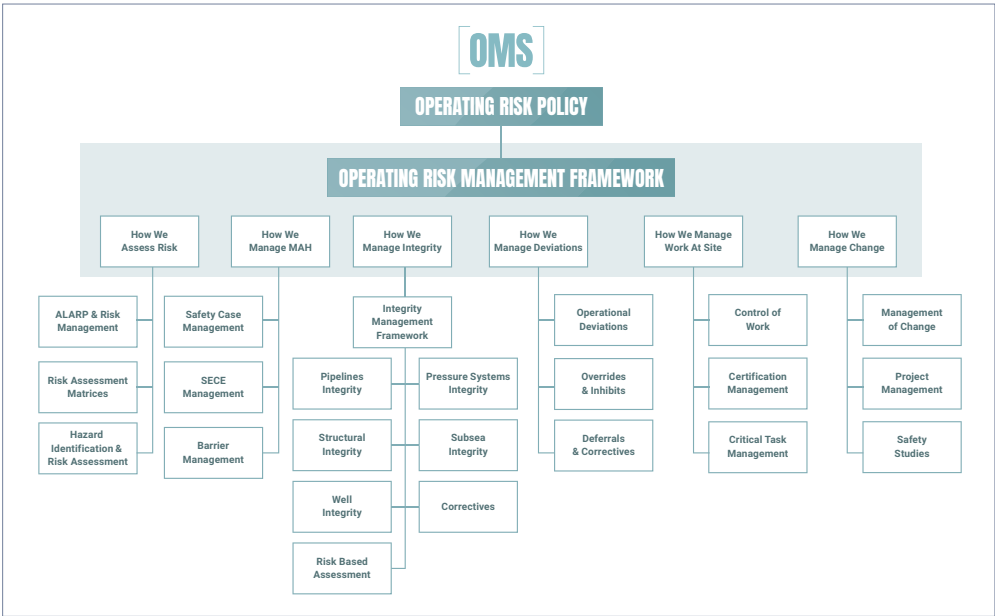 OMS
OPERATING RISK POLICY
OPERATING RISK MANAGEMENT FRAMEWORK
How We
Assess Risk
How We
Manage MAH
How We
Manage Integrity
How We
Manage Deviations
How We Manage
Work At Site
How We
Manage Change
ALARP & Risk
Management
Risk Assessment
Matrices
Hazard
Identification &
Risk Assessment
Safety Case
Management
SECE
Management
Barrier
Management
Integrity
Management
Framework
Pipelines
Integrity
Pressure Systems
Integrity
Structural
Integrity
Subsea
Integrity
Well
Integrity
Correctives
Risk Based
Assessment
Operational
Deviations
Overrides
& Inhibits
Deferrals
& Correctives
Control of
Work
Certification
Management
Critical Task
Management
Management
of Change
Project
Management
Safety
Studies